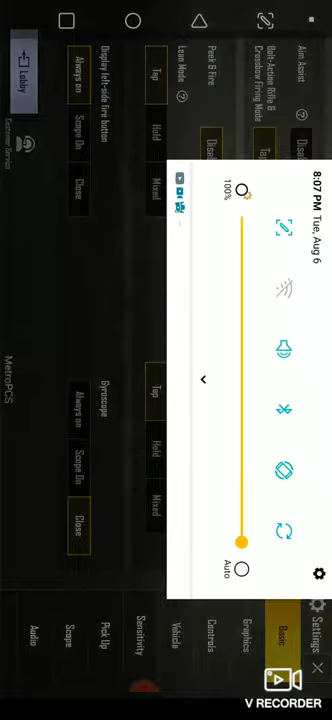 8:07 PM Tue, Aug 6
100%
Auto
Settings
Basic
Graphics
Controls
Vehicle
Sensitivity
Pick Up
Scope
Audio
Aim Assist
Disabl
Bolt-Action Rifle &
Crossbow Firing Mode
Tap
Peek & Fire
Disabl
Lean Mode
Tap
Hold
Mixed
Tap
Hold
Mixed
Display left-side fire button
Always on
Scope On
Close
Gyroscope
Always on
Scope On
Close
Lobby
Customer Service
MetroPCS
V RECORDER